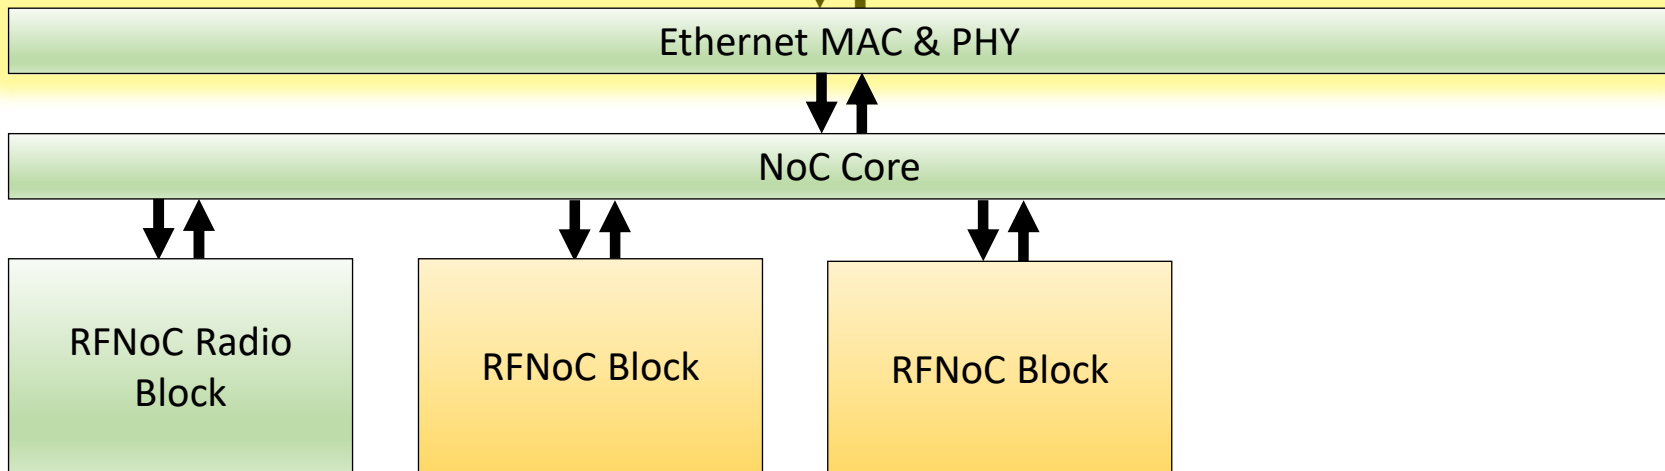 Ethernet MAC & PHY
NoC Core
RFNoC Radio
Block
RFNoC Block
RFNoC Block